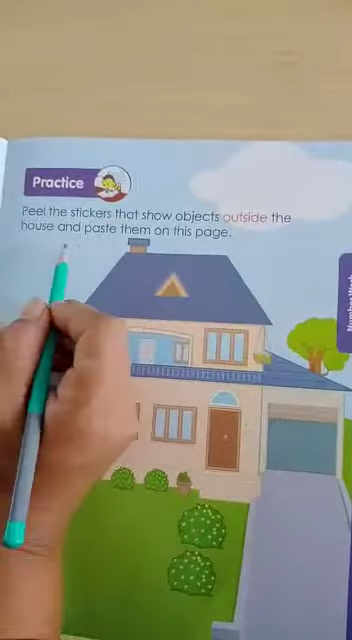 Practice
Peel the stickers that show objects outside the
house and paste them on this page.